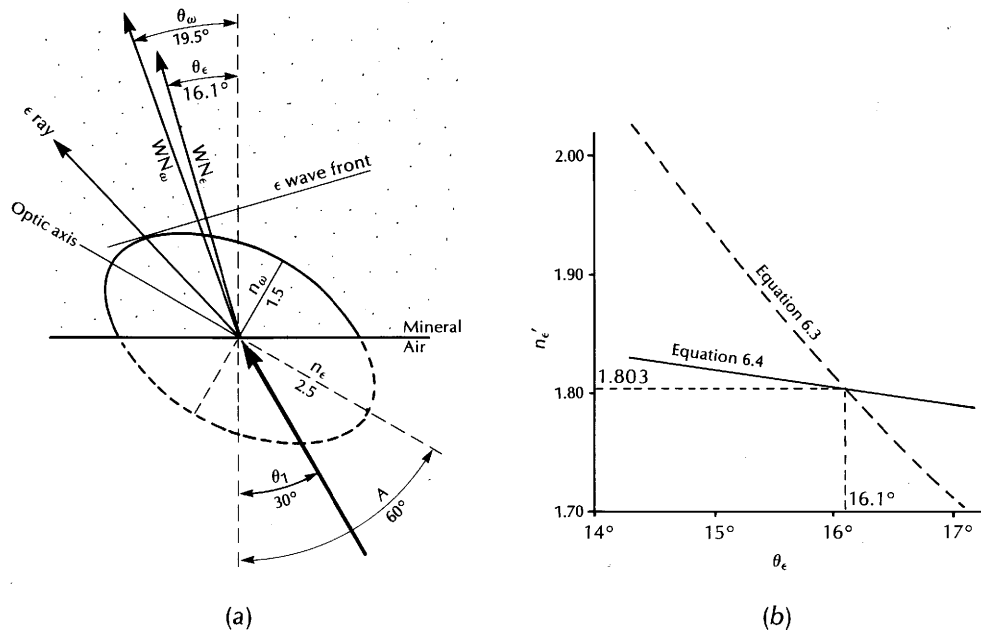 θω
19.5°
θϵ
16.1°
ϵ ray
WNω
WNϵ
ϵ wave front
Optic axis
nω
1.5
Mineral
Air
nϵ
2.5
θ1
30°
A
60°
(a)
2.00
1.90
1.80
1.70
nϵ′
Equation 6.3
Equation 6.4
1.803
16.1°
14°
15°
16°
17°
θϵ
(b)